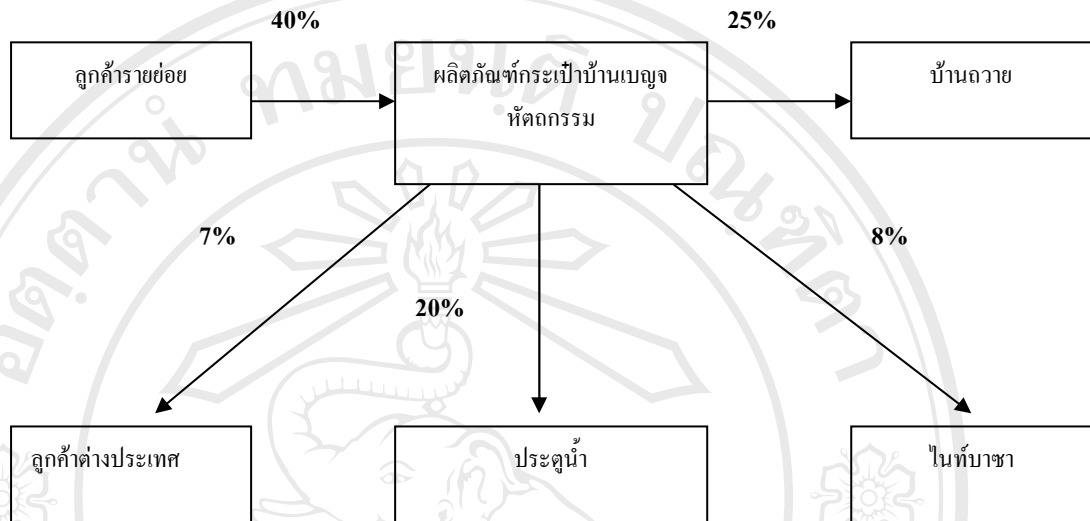 40%
25%
ลูกค้ารายย่อย
ผลิตภัณฑ์กระเป๋าบ้านเบญจ
หัตถกรรม
บ้านถวาย
7%
8%
20%
ลูกค้าต่างประเทศ
ประตูน้ำ
ไนท์บาซา